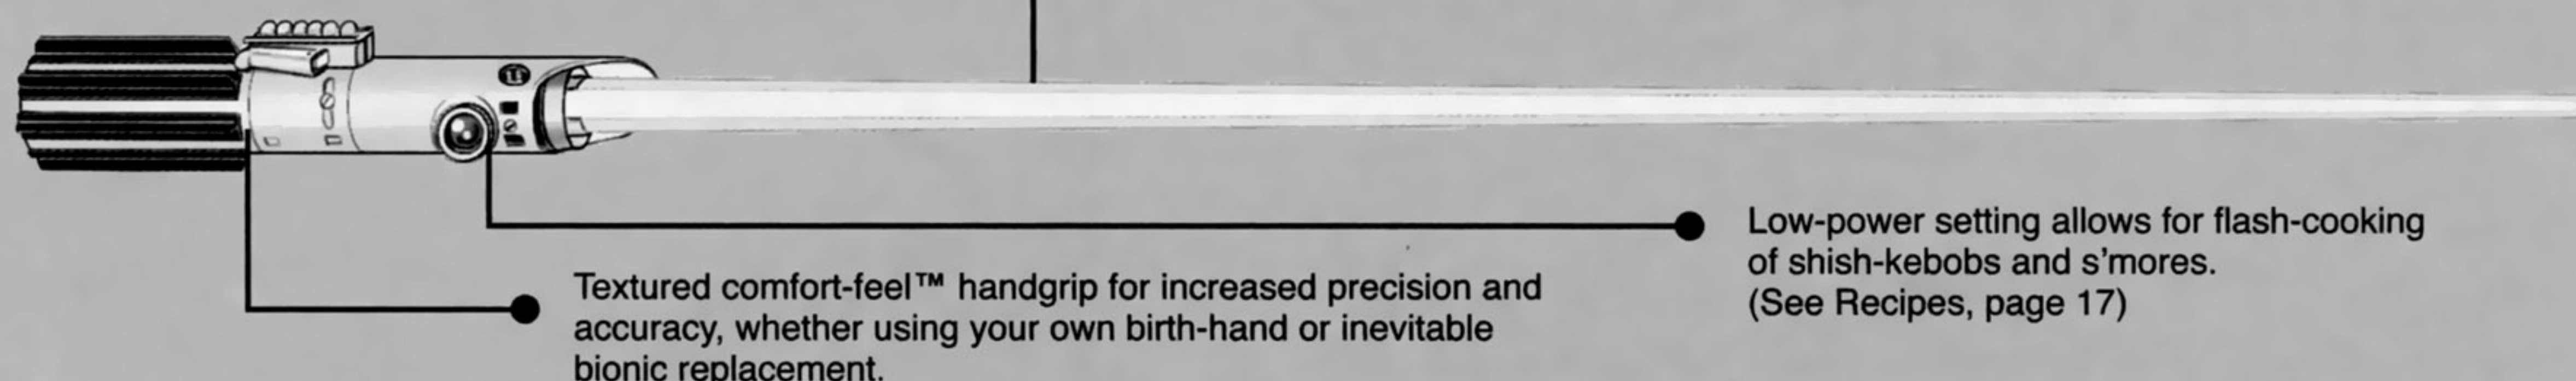 Low-power setting allows for flash-cooking
of shish-kebobs and s'mores.
(See Recipes, page 17)
Textured comfort-feel™ handgrip for increased precision and
accuracy, whether using your own birth-hand or inevitable
bionic replacement.